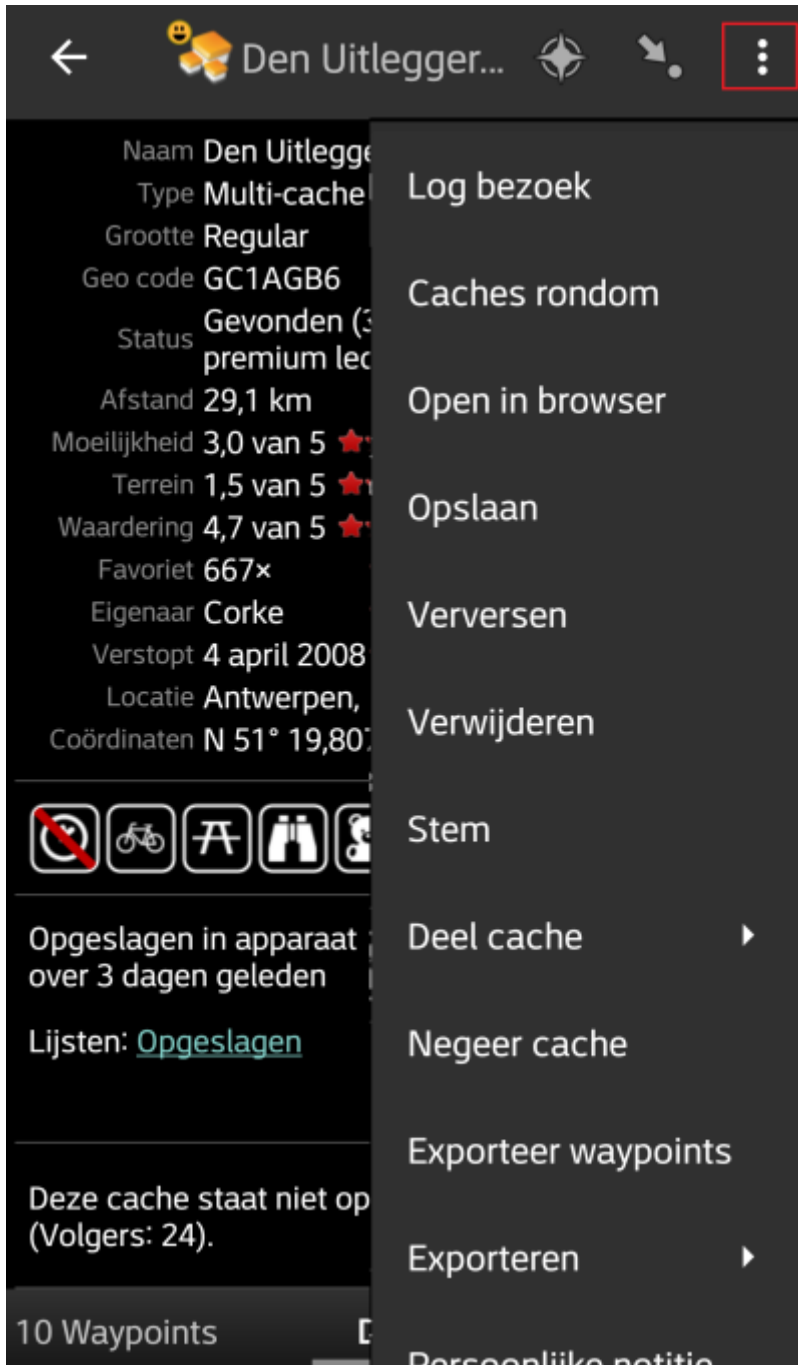 Den Uitlegger...
Naam Den Uitlegge
Type Multi-cache
Grootte Regular
Geo code GC1AGB6
Status Gevonden (3
premium led
Afstand 29,1 km
Moeilijkheid 3,0 van 5
Terrein 1,5 van 5
Waardering 4,7 van 5
Favoriet 667×
Eigenaar Corke
Verstopt 4 april 2008
Locatie Antwerpen,
Coördinaten N 51° 19,807
Opgeslagen in apparaat
over 3 dagen geleden
Lijsten: Opgeslagen
Deze cache staat niet op
(Volgers: 24).
10 Waypoints
Log bezoek
Caches rondom
Open in browser
Opslaan
Verversen
Verwijderen
Stem
Deel cache
Negeer cache
Exporteer waypoints
Exporteren
Persoonlijke notitie